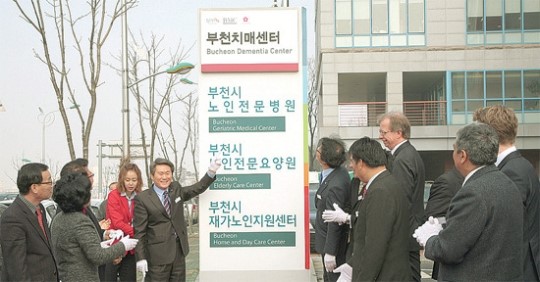 부천치매센터
Bucheon Dementia Center
부천시
노인전문병원
Bucheon
Geriatric Medical Center
부천시
노인전문요양원
Bucheon
Elderly Care Center
부천시
재가노인지원센터
Bucheon
Home and Day Care Center